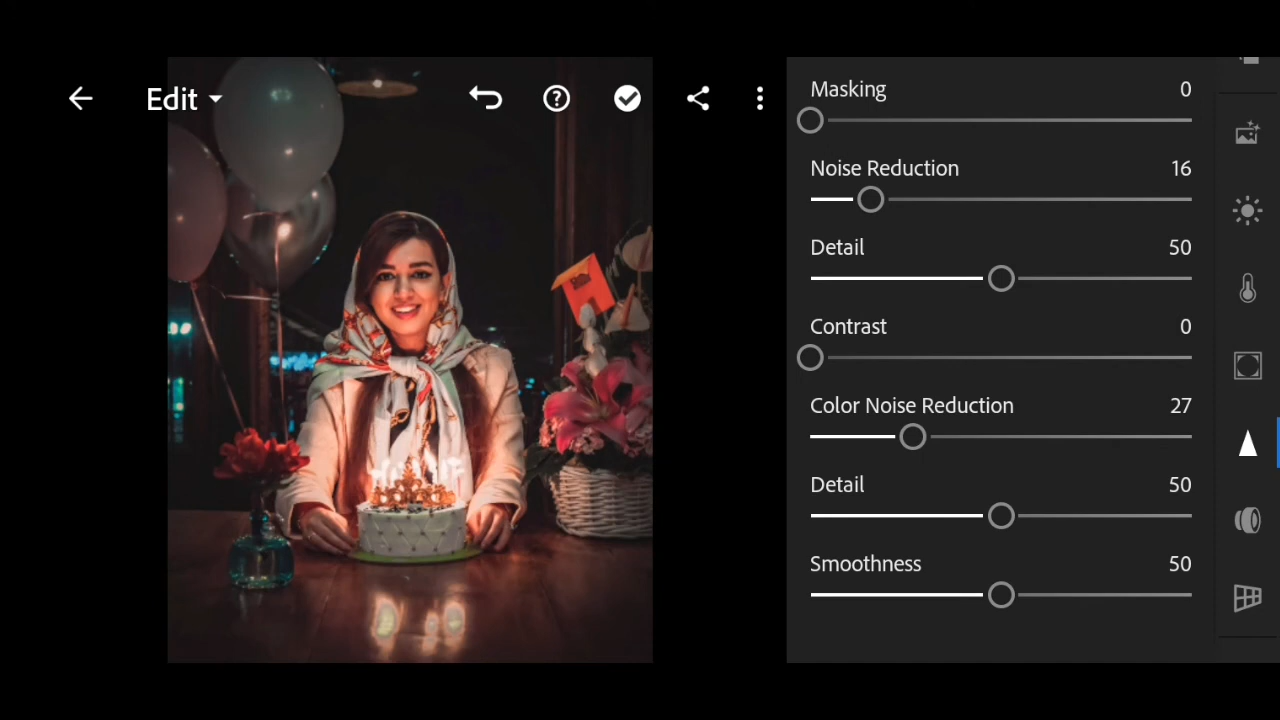 Edit
Masking 0
Noise Reduction 16
Detail 50
Contrast 0
Color Noise Reduction 27
Detail 50
Smoothness 50